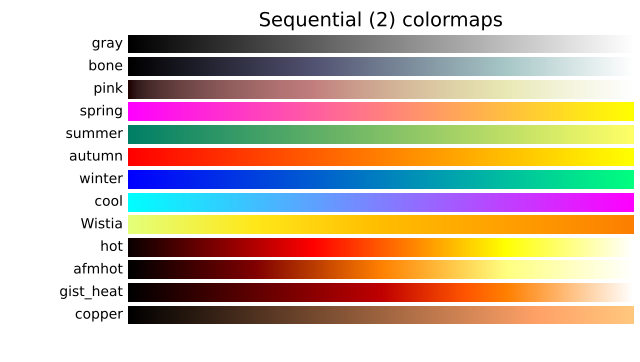 Sequential (2) colormaps
gray
bone
pink
spring
summer
autumn
winter
cool
Wistia
hot
afmhot
gist_heat
copper